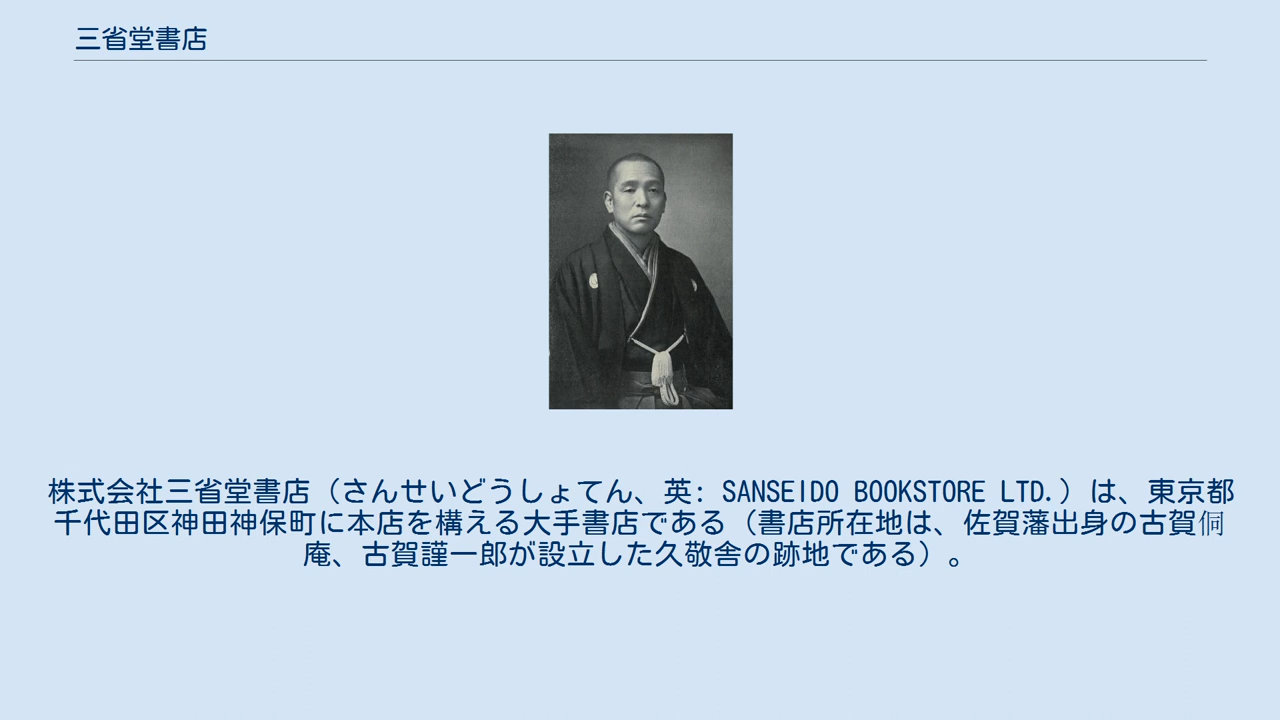 三省堂書店
株式会社三省堂書店（さんせいどうしょてん、英: SANSEIDO BOOKSTORE LTD.）は、東京都
千代田区神田神保町に本店を構える大手書店である（書店所在地は、佐賀藩出身の古賀侗
庵、古賀謹一郎が設立した久敬舎の跡地である）。